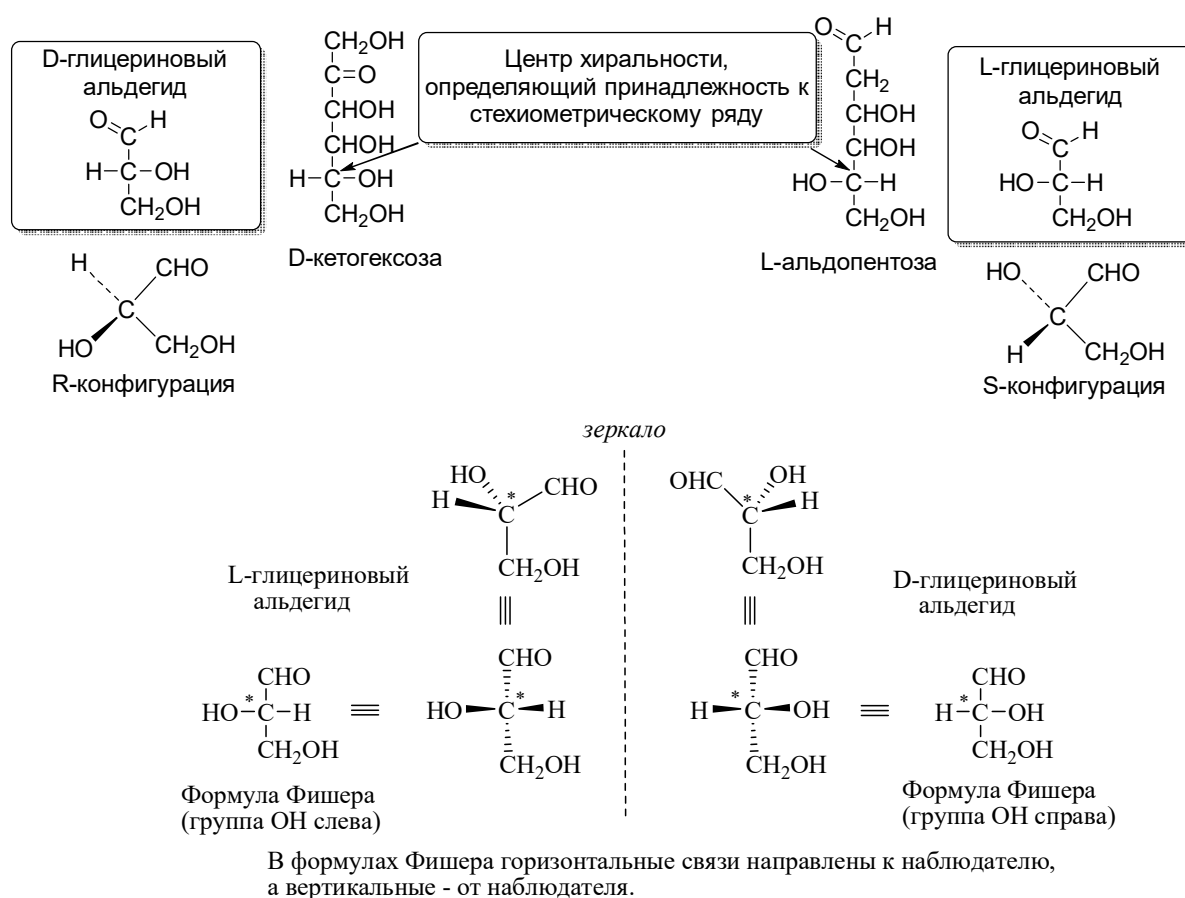 D-глицериновый
альдегид
O H
C
H-C-OH
CH2OH
CH2OH
C=O
CHOH
CHOH
H-C-OH
CH2OH
D-кетогексоза
Центр хиральности,
определяющий принадлежность к
стехиометрическому ряду
O H
C
CH2
CHOH
CHOH
HO-C-H
CH2OH
L-альдопентоза
L-глицериновый
альдегид
O H
C
HO-C-H
CH2OH
H CHO
C
HO CH2OH
R-конфигурация
HO CHO
C
H CH2OH
S-конфигурация
зеркало
HO
H C* CHO
CH2OH
OHC OH
C* H
CH2OH
L-глицериновый
альдегид
D-глицериновый
альдегид
CHO
HO-C*-H
CH2OH
≡
CHO
HO C* H
CH2OH
CHO
H *C OH
CH2OH
≡
CHO
H-*C-OH
CH2OH
Формула Фишера
(группа ОН слева)
Формула Фишера
(группа ОН справа)
В формулах Фишера горизонтальные связи направлены к наблюдателю,
а вертикальные - от наблюдателя.